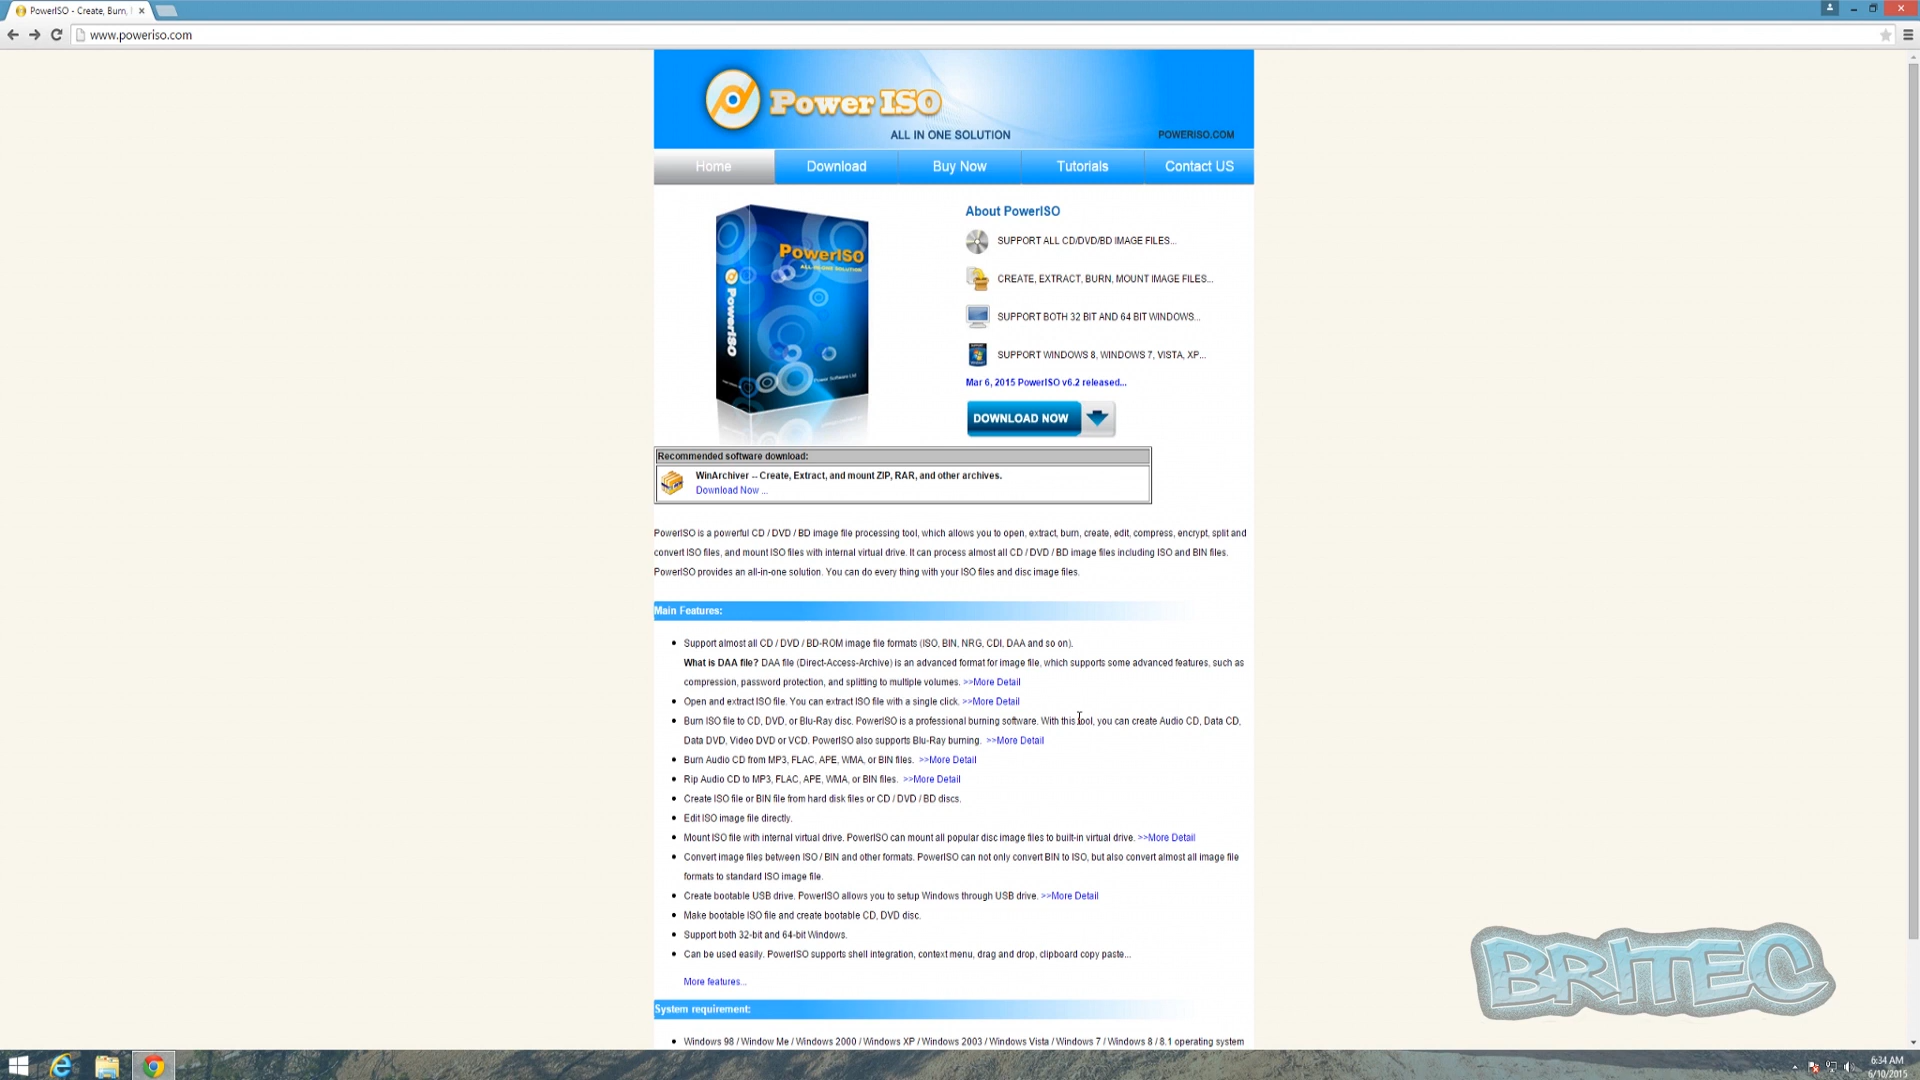 PowerISO - Create, Burn,
www.poweriso.com
Power ISO
ALL IN ONE SOLUTION
POWERISO.COM
Home
Download
Buy Now
Tutorials
Contact US
PowerISO
ALL-IN-ONE SOLUTION
PowerISO
Power Software Ltd
About PowerISO
SUPPORT ALL CD/DVD/BD IMAGE FILES...
CREATE, EXTRACT, BURN, MOUNT IMAGE FILES...
SUPPORT BOTH 32 BIT AND 64 BIT WINDOWS...
SUPPORT WINDOWS 8, WINDOWS 7, VISTA, XP...
Mar 6, 2015 PowerISO v6.2 released...
DOWNLOAD NOW
Recommended software download:
WinArchiver -- Create, Extract, and mount ZIP, RAR, and other archives.
Download Now ...
PowerISO is a powerful CD / DVD / BD image file processing tool, which allows you to open, extract, burn, create, edit, compress, encrypt, split and
convert ISO files, and mount ISO files with internal virtual drive. It can process almost all CD / DVD / BD image files including ISO and BIN files.
PowerISO provides an all-in-one solution. You can do every thing with your ISO files and disc image files.
Main Features:
Support almost all CD / DVD / BD-ROM image file formats (ISO, BIN, NRG, CDI, DAA and so on).
What is DAA file? DAA file (Direct-Access-Archive) is an advanced format for image file, which supports some advanced features, such as
compression, password protection, and splitting to multiple volumes. >>More Detail
Open and extract ISO file. You can extract ISO file with a single click. >>More Detail
Burn ISO file to CD, DVD, or Blu-Ray disc. PowerISO is a professional burning software. With this tool, you can create Audio CD, Data CD,
Data DVD, Video DVD or VCD. PowerISO also supports Blu-Ray burning. >>More Detail
Burn Audio CD from MP3, FLAC, APE, WMA, or BIN files. >>More Detail
Rip Audio CD to MP3, FLAC, APE, WMA, or BIN files. >>More Detail
Create ISO file or BIN file from hard disk files or CD / DVD / BD discs.
Edit ISO image file directly.
Mount ISO file with internal virtual drive. PowerISO can mount all popular disc image files to built-in virtual drive. >>More Detail
Convert image files between ISO / BIN and other formats. PowerISO can not only convert BIN to ISO, but also convert almost all image file
formats to standard ISO image file.
Create bootable USB drive. PowerISO allows you to setup Windows through USB drive. >>More Detail
Make bootable ISO file and create bootable CD, DVD disc.
Support both 32-bit and 64-bit Windows.
Can be used easily. PowerISO supports shell integration, context menu, drag and drop, clipboard copy paste...
More features...
System requirement:
Windows 98 / Window Me / Windows 2000 / Windows XP / Windows 2003 / Windows Vista / Windows 7 / Windows 8 / 8.1 operating system
BRITEC
6:34 AM
6/10/2015